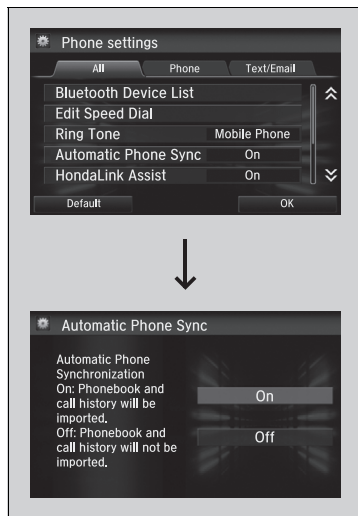 Phone settings
All Phone Text/Email
Bluetooth Device List
Edit Speed Dial
Ring Tone Mobile Phone
Automatic Phone Sync On
HondaLink Assist On
Default OK
Automatic Phone Sync
Automatic Phone
Synchronization
On: Phonebook and
call history will be
imported.
Off: Phonebook and
call history will not be
imported.
On
Off